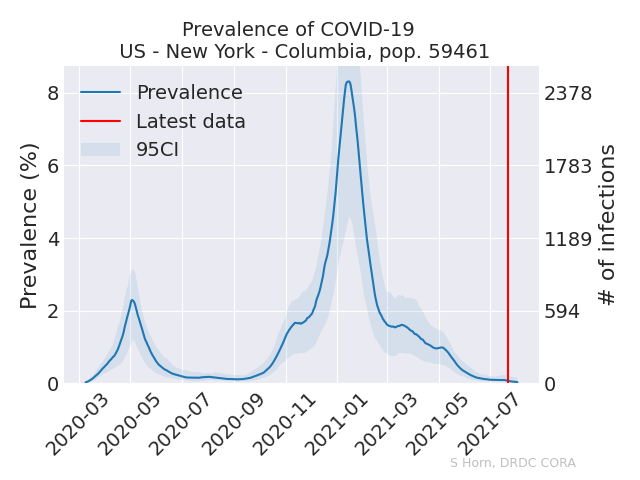 Prevalence of COVID-19
US - New York - Columbia, pop. 59461
Prevalence
Latest data
95CI
Prevalence (%)
8
6
4
2
0
2378
1783
1189
594
0
# of infections
2020-03
2020-05
2020-07
2020-09
2020-11
2021-01
2021-03
2021-05
2021-07
S Horn, DRDC CORA